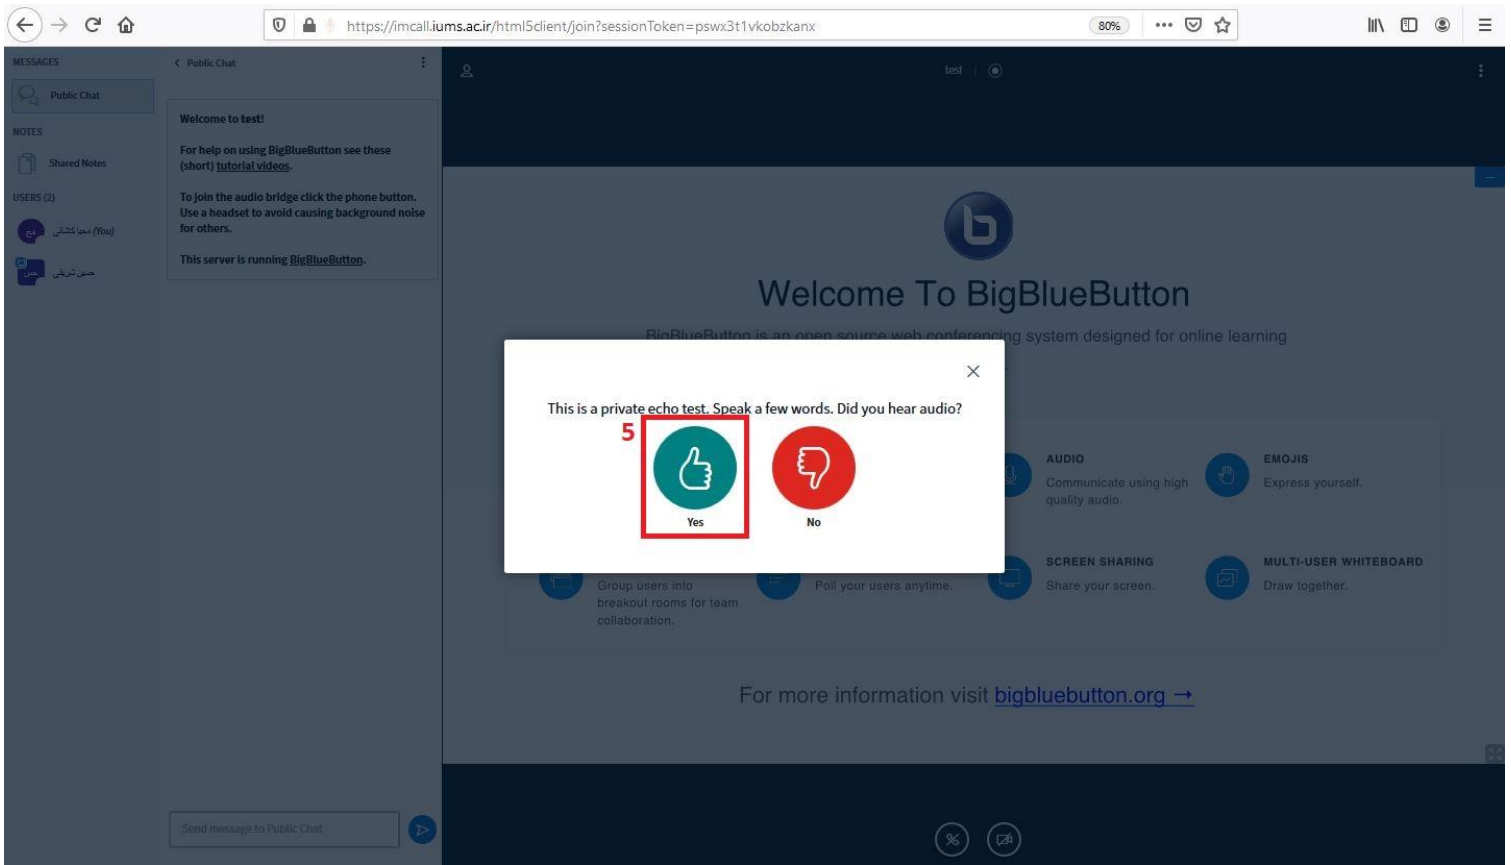 https://imcall.iums.ac.ir/html5client/join?sessionToken=pswx3t1vkobzkanx
80%
MESSAGES
Public Chat
NOTES
Shared Notes
USERS (2)
محیا کاشانی (You)
مح
حسین شریفی
حس
Public Chat
Welcome to test!
For help on using BigBlueButton see these
(short) tutorial videos.
To join the audio bridge click the phone button.
Use a headset to avoid causing background noise
for others.
This server is running BigBlueButton.
Send message to Public Chat
test
b
Welcome To BigBlueButton
BigBlueButton is an open source web conferencing system designed for online learning
This is a private echo test. Speak a few words. Did you hear audio?
5
Yes
No
AUDIO
Communicate using high
quality audio.
EMOJIS
Express yourself.
Group users into
breakout rooms for team
collaboration.
Poll your users anytime.
SCREEN SHARING
Share your screen.
MULTI-USER WHITEBOARD
Draw together.
For more information visit bigbluebutton.org →